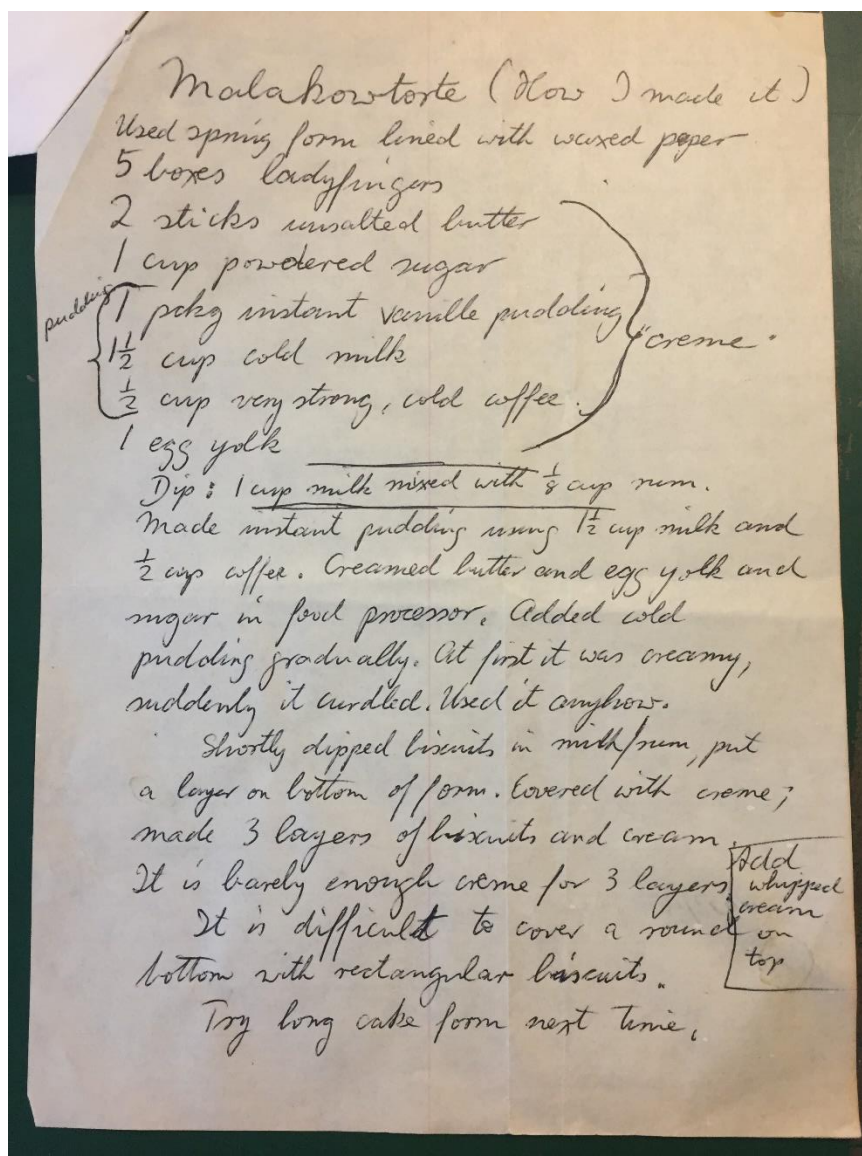 Malakowtorte (How I made it)
Used spring form lined with waxed paper
5 boxes ladyfingers
2 sticks unsalted butter
1 cup powdered sugar
pudding
1 pckg instant vanille pudding
"creme"
1½ cup cold milk
½ cup very strong, cold coffee.
1 egg yolk
Dip: 1 cup milk mixed with ⅛ cup rum.
Made instant pudding using 1½ cup milk and
½ cup coffee. Creamed butter and egg yolk and
sugar in food processor. Added cold
pudding gradually. At first it was creamy,
suddenly it curdled. Used it anyhow.
Shortly dipped biscuits in milk/rum, put
a layer on bottom of form. Covered with creme;
made 3 layers of biscuits and cream.
It is barely enough creme for 3 layers.
It is difficult to cover a round
bottom with rectangular biscuits.
Try long cake form next time.
Add
whipped
cream
on
top